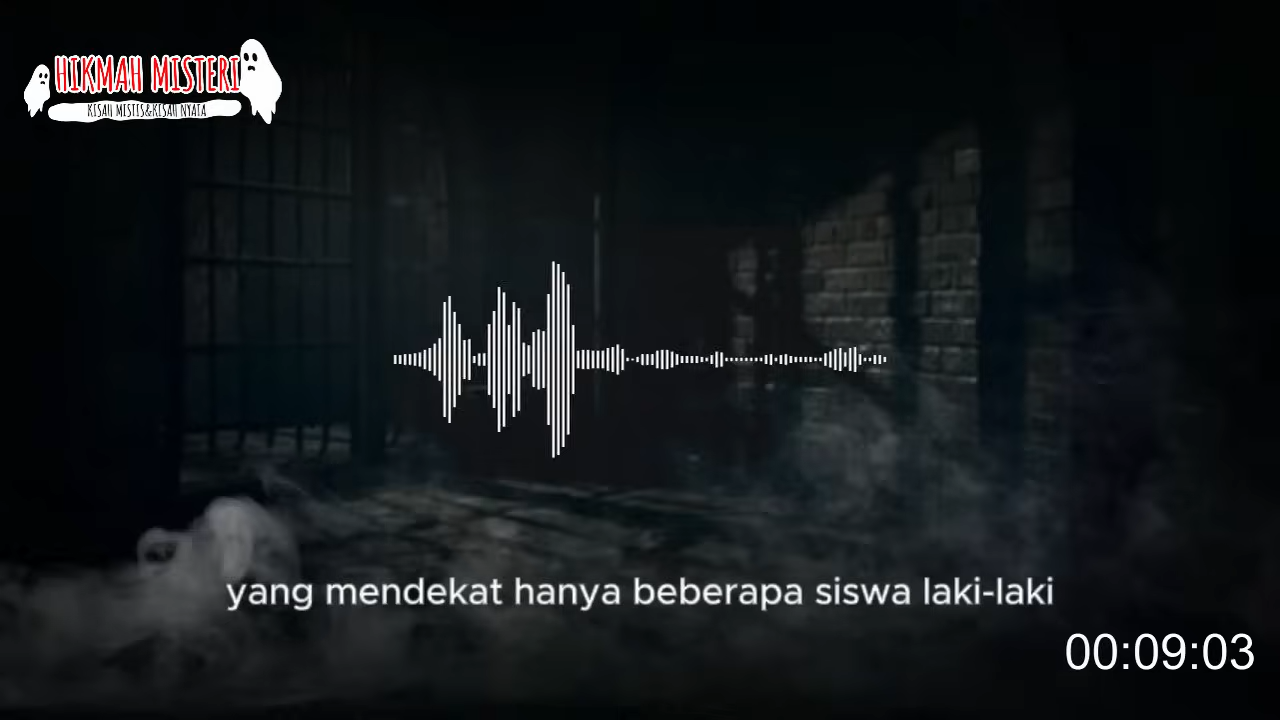 HIKMAH MISTERI
KISAH MISTIS&KISAH NYATA
yang mendekat hanya beberapa siswa laki-laki
00:09:03